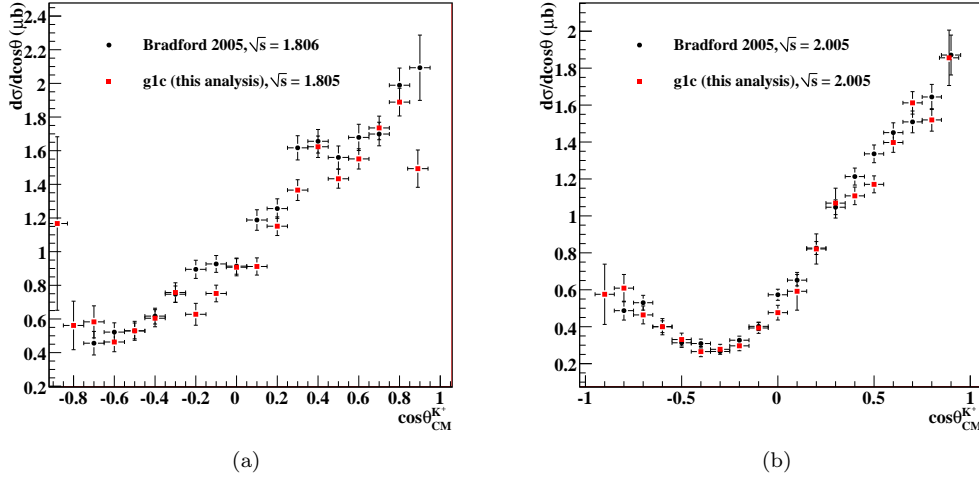 dσ/dcosθ (μb)
2.4
2.2
2
1.8
1.6
1.4
1.2
1
0.8
0.6
0.4
0.2
Bradford 2005, √s = 1.806
g1c (this analysis), √s = 1.805
-0.8 -0.6 -0.4 -0.2 0 0.2 0.4 0.6 0.8 1
cosθ^{K⁺}_{CM}
(a)
dσ/dcosθ (μb)
2
1.8
1.6
1.4
1.2
1
0.8
0.6
0.4
0.2
Bradford 2005, √s = 2.005
g1c (this analysis), √s = 2.005
-1 -0.5 0 0.5 1
cosθ^{K⁺}_{CM}
(b)